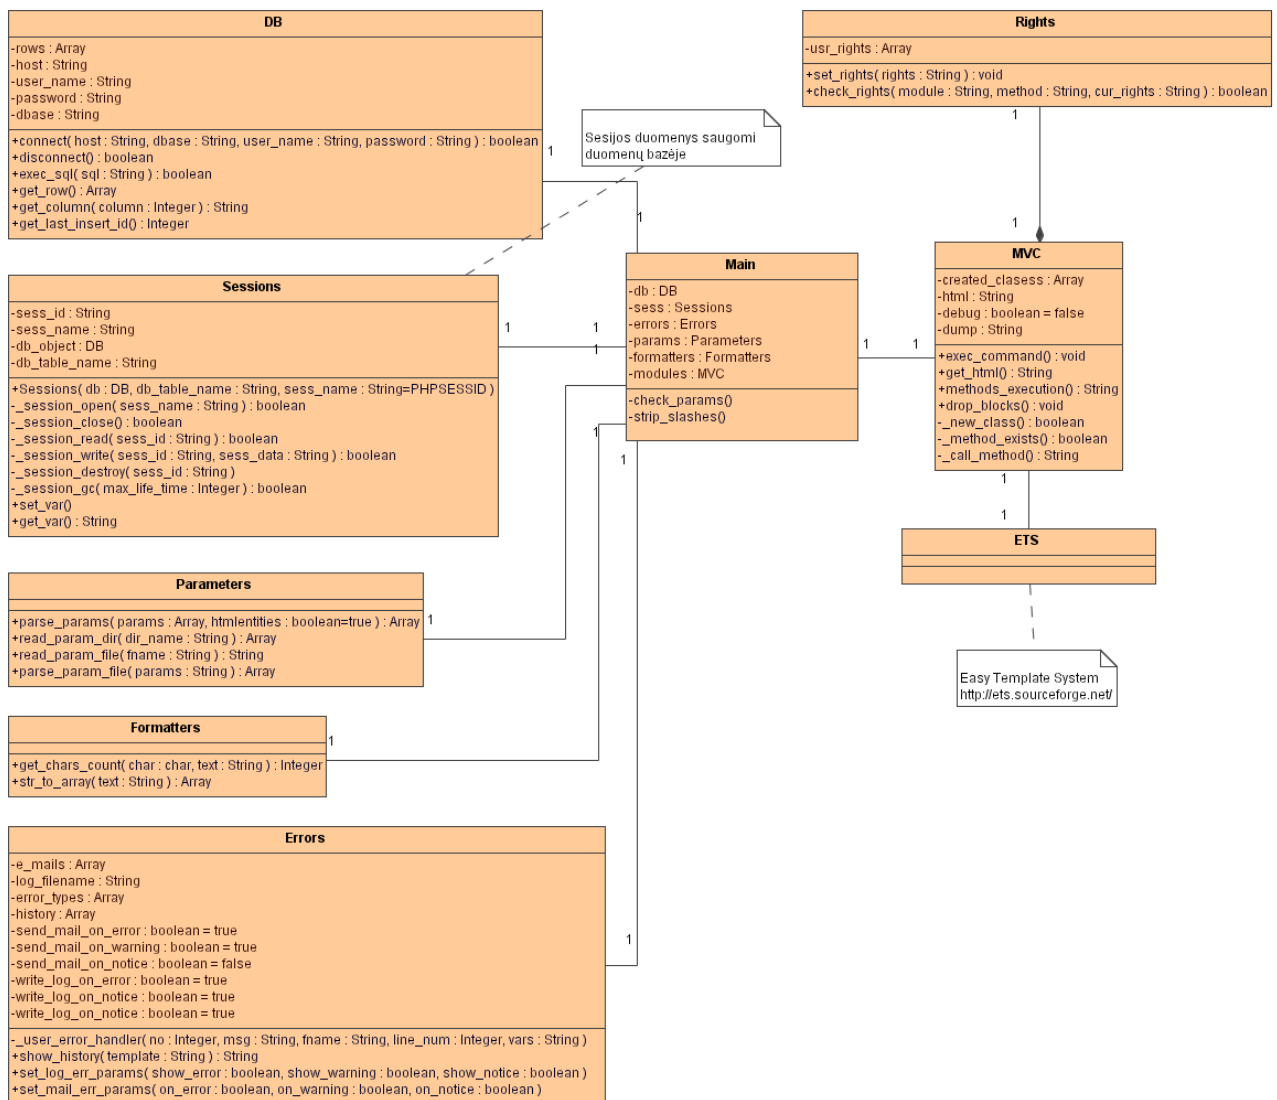 DB
-rows : Array
-host : String
-user_name : String
-password : String
-dbase : String
+connect( host : String, dbase : String, user_name : String, password : String ) : boolean
+disconnect() : boolean
+exec_sql( sql : String ) : boolean
+get_row() : Array
+get_column( column : Integer ) : String
+get_last_insert_id() : Integer
1
1
Sesijos duomenys saugomi
duomenų bazėje
Rights
-usr_rights : Array
+set_rights( rights : String ) : void
+check_rights( module : String, method : String, cur_rights : String ) : boolean
1
1
Sessions
-sess_id : String
-sess_name : String
-db_object : DB
-db_table_name : String
+Sessions( db : DB, db_table_name : String, sess_name : String=PHPSESSID )
-_session_open( sess_name : String ) : boolean
-_session_close() : boolean
-_session_read( sess_id : String ) : boolean
-_session_write( sess_id : String, sess_data : String ) : boolean
-_session_destroy( sess_id : String )
-_session_gc( max_life_time : Integer ) : boolean
+set_var()
+get_var() : String
1
1
1
1
1
Main
-db : DB
-sess : Sessions
-errors : Errors
-params : Parameters
-formatters : Formatters
-modules : MVC
-check_params()
-strip_slashes()
1
1
MVC
-created_clasess : Array
-html : String
-debug : boolean = false
-dump : String
+exec_command() : void
+get_html() : String
+methods_execution() : String
+drop_blocks() : void
-_new_class() : boolean
-_method_exists() : boolean
-_call_method() : String
1
1
ETS
Easy Template System
http://ets.sourceforge.net/
Parameters
+parse_params( params : Array, htmlentities : boolean=true ) : Array
+read_param_dir( dir_name : String ) : Array
+read_param_file( fname : String ) : String
+parse_param_file( params : String ) : Array
1
Formatters
+get_chars_count( char : char, text : String ) : Integer
+str_to_array( text : String ) : Array
1
Errors
-e_mails : Array
-log_filename : String
-error_types : Array
-history : Array
-send_mail_on_error : boolean = true
-send_mail_on_warning : boolean = true
-send_mail_on_notice : boolean = false
-write_log_on_error : boolean = true
-write_log_on_notice : boolean = true
-write_log_on_notice : boolean = true
-_user_error_handler( no : Integer, msg : String, fname : String, line_num : Integer, vars : String )
+show_history( template : String ) : String
+set_log_err_params( show_error : boolean, show_warning : boolean, show_notice : boolean )
+set_mail_err_params( on_error : boolean, on_warning : boolean, on_notice : boolean )
1